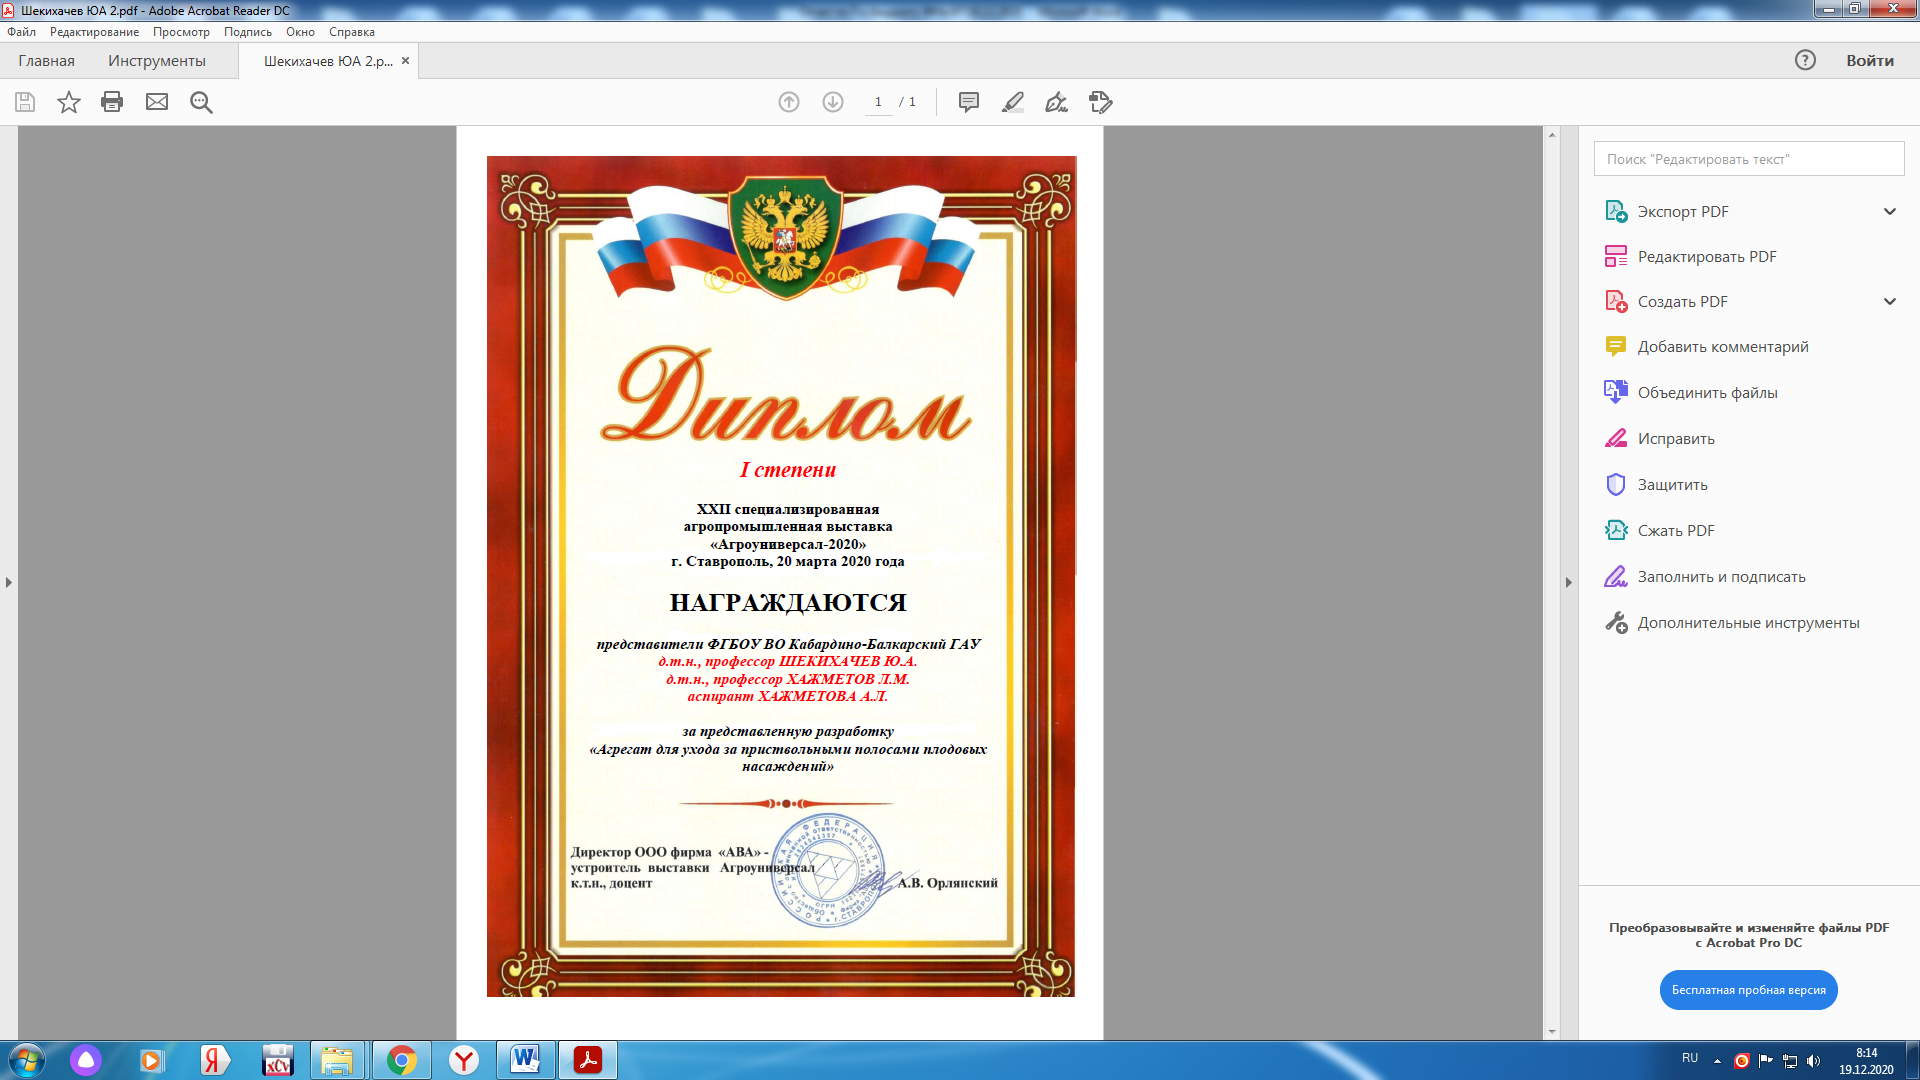 Шекихачев ЮА 2.pdf - Adobe Acrobat Reader DC
Файл Редактирование Просмотр Подпись Окно Справка
Главная Инструменты Шекихачев ЮА 2.p... Войти
1 / 1
Диплом
I степени
XXII специализированная
агропромышленная выставка
«Агроуниверсал-2020»
г. Ставрополь, 20 марта 2020 года
НАГРАЖДАЮТСЯ
представители ФГБОУ ВО Кабардино-Балкарский ГАУ
д.т.н., профессор ШЕКИХАЧЕВ Ю.А.
д.т.н., профессор ХАЖМЕТОВ Л.М.
аспирант ХАЖМЕТОВА А.Л.
за представленную разработку
«Агрегат для ухода за приствольными полосами плодовых
насаждений»
Директор ООО фирма «АВА» -
устроитель выставки Агроуниверсал
к.т.н., доцент А.В. Орлянский
РОССИЙСКАЯ ФЕДЕРАЦИЯ
г. СТАВРОПОЛЬ
Поиск "Редактировать текст"
Экспорт PDF
Редактировать PDF
Создать PDF
Добавить комментарий
Объединить файлы
Исправить
Защитить
Сжать PDF
Заполнить и подписать
Дополнительные инструменты
Преобразовывайте и изменяйте файлы PDF
с Acrobat Pro DC
Бесплатная пробная версия
RU
8:14
19.12.2020